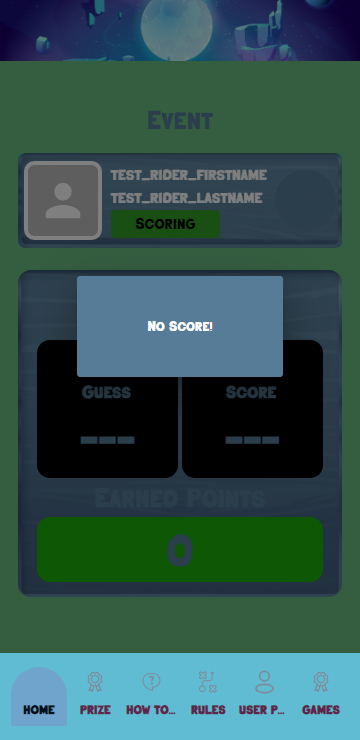 Event
TEST_RIDER_FIRSTNAME
TEST_RIDER_LASTNAME
Scoring
No Score!
Guess Score
--- ---
Earned Points
0
HOME PRIZE HOW TO... RULES USER P... GAMES